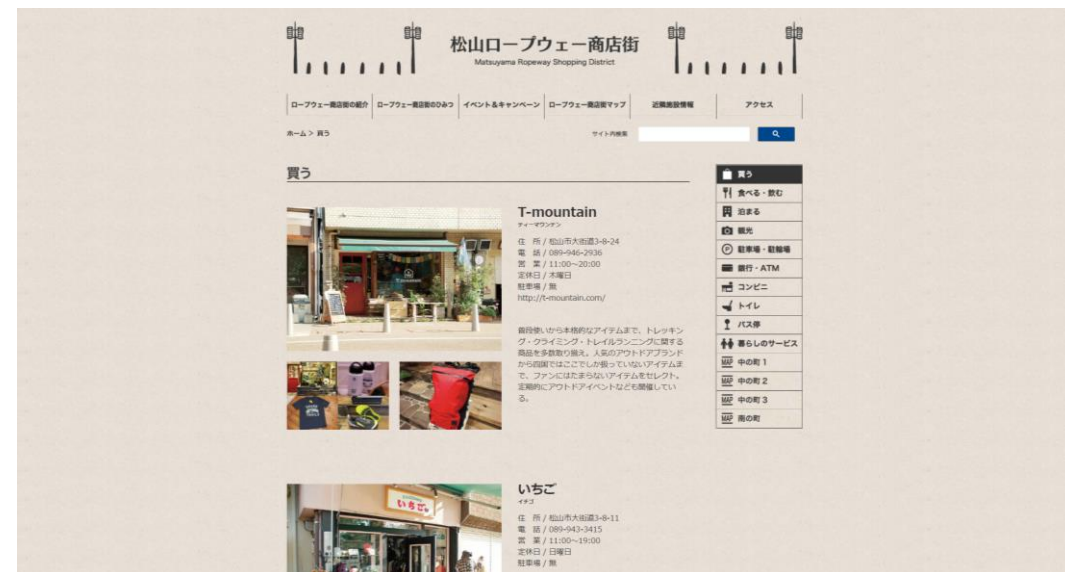 松山ロープウェー商店街
Matsuyama Ropeway Shopping District
ロープウェー商店街の紹介
ロープウェー商店街のひみつ
イベント＆キャンペーン
ロープウェー商店街マップ
近隣施設情報
アクセス
ホーム > 買う
サイト内検索
買う
T-mountain
ティーマウンテン
住　所 / 松山市大街道3-8-24
電　話 / 089-946-2936
営　業 / 11:00～20:00
定休日 / 木曜日
駐車場 / 無
http://t-mountain.com/
普段使いから本格的なアイテムまで、トレッキン
グ・クライミング・トレイルランニングに関する
商品を多数取り揃え。人気のアウトドアブランド
から四国ではここでしか扱っていないアイテムま
で、ファンにはたまらないアイテムをセレクト。
定期的にアウトドアイベントなども開催してい
る。
いちご
イチゴ
住　所 / 松山市大街道3-8-11
電　話 / 089-943-3415
営　業 / 11:00～19:00
定休日 / 日曜日
駐車場 / 無
いちご
買う
食べる・飲む
泊まる
観光
P 駐車場・駐輪場
銀行・ATM
コンビニ
トイレ
バス停
暮らしのサービス
MAP 中の町 1
MAP 中の町 2
MAP 中の町 3
MAP 南の町